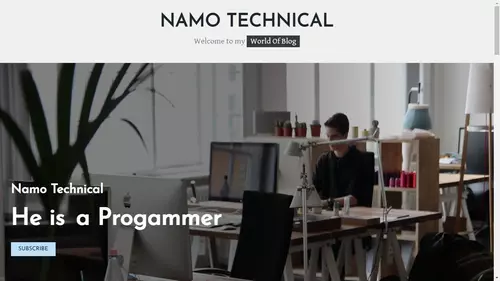 NAMO TECHNICAL
Welcome to my World Of Blog
Namo Technical
He is a Progammer
SUBSCRIBE